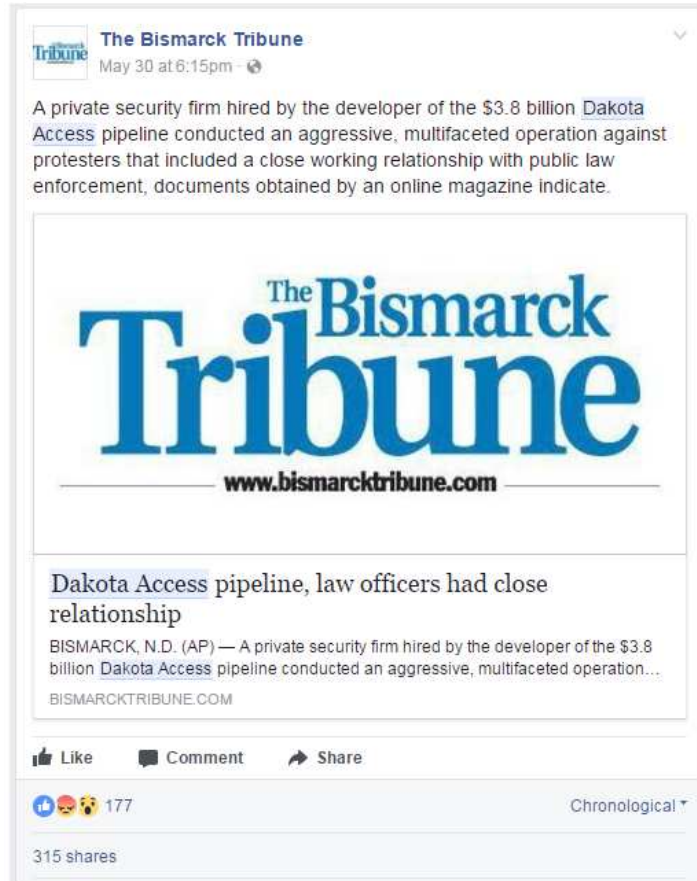 The Bismarck Tribune
May 30 at 6:15pm ·
A private security firm hired by the developer of the $3.8 billion Dakota
Access pipeline conducted an aggressive, multifaceted operation against
protesters that included a close working relationship with public law
enforcement, documents obtained by an online magazine indicate.
The Bismarck
Tribune
www.bismarcktribune.com
Dakota Access pipeline, law officers had close
relationship
BISMARCK, N.D. (AP) — A private security firm hired by the developer of the $3.8
billion Dakota Access pipeline conducted an aggressive, multifaceted operation...
BISMARCKTRIBUNE.COM
Like Comment Share
177 Chronological
315 shares